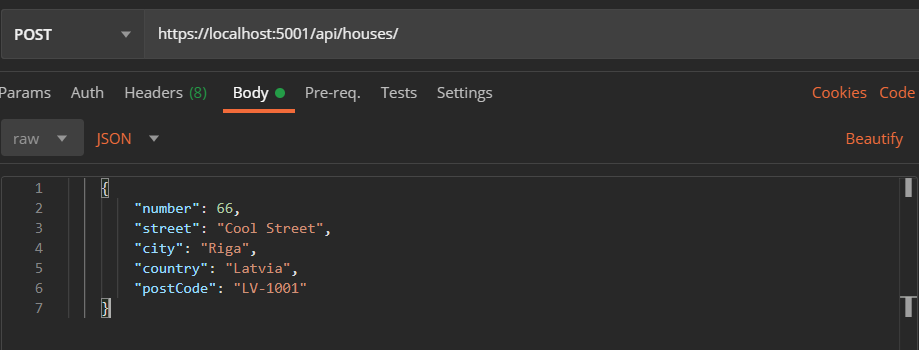 POST https://localhost:5001/api/houses/
Params Auth Headers (8) Body Pre-req. Tests Settings Cookies Code
raw JSON Beautify
1 {
2 "number": 66,
3 "street": "Cool Street",
4 "city": "Riga",
5 "country": "Latvia",
6 "postCode": "LV-1001"
7 }